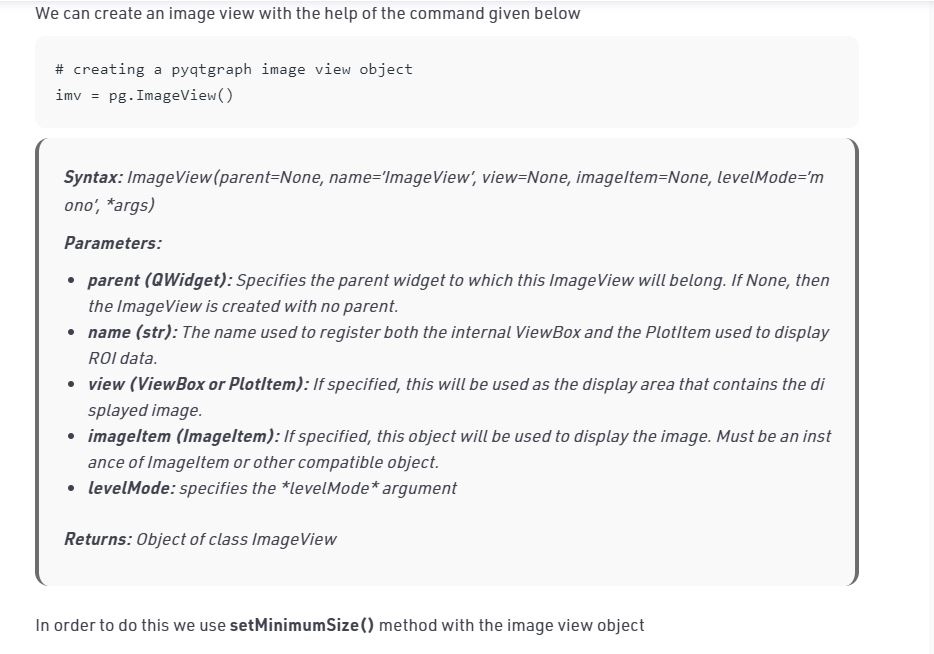 We can create an image view with the help of the command given below
# creating a pyqtgraph image view object
imv = pg.ImageView()
Syntax: ImageView(parent=None, name='ImageView', view=None, imageItem=None, levelMode='m
ono', *args)
Parameters:
• parent (QWidget): Specifies the parent widget to which this ImageView will belong. If None, then
the ImageView is created with no parent.
• name (str): The name used to register both the internal ViewBox and the PlotItem used to display
ROI data.
• view (ViewBox or PlotItem): If specified, this will be used as the display area that contains the di
splayed image.
• imageItem (ImageItem): If specified, this object will be used to display the image. Must be an inst
ance of ImageItem or other compatible object.
• levelMode: specifies the *levelMode* argument
Returns: Object of class ImageView
In order to do this we use setMinimumSize() method with the image view object